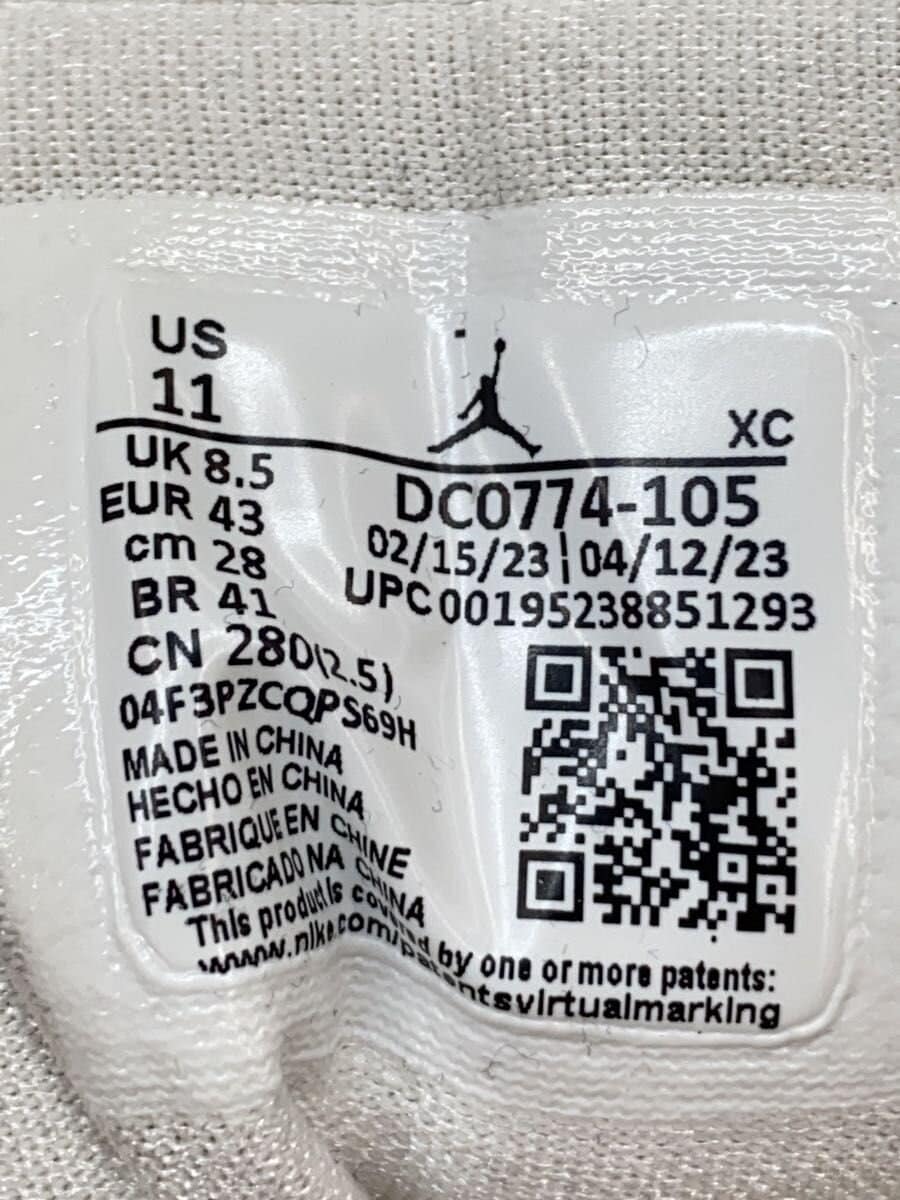 US
11
XC
UK 8.5
EUR 43
cm 28
BR 41
CN 280(2.5)
04F3PZCQPS69H
DC0774-105
02/15/23 | 04/12/23
UPC 00195238851293
MADE IN CHINA
HECHO EN CHINA
FABRIQUE EN CHINE
FABRICADO NA CHINA
This product is covered by one or more patents:
www.nike.com/patentsvirtualmarking